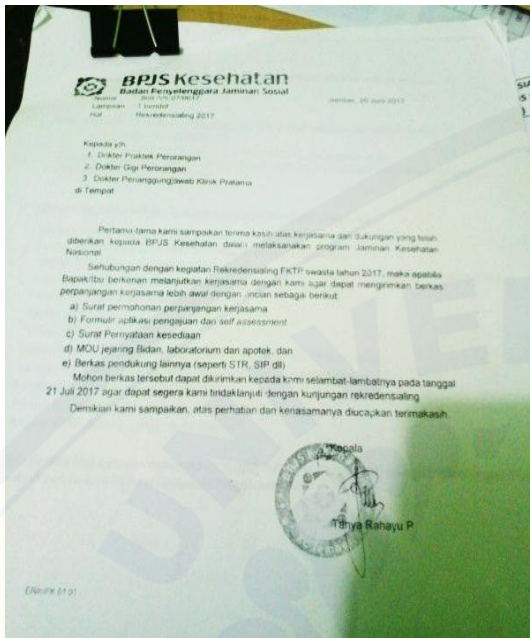 BPJS Kesehatan
Badan Penyelenggara Jaminan Sosial
Nomor
Lampiran 1 bundel
Hal Rekredensialing 2017
Jember, 20 Juni 2017
Kepada yth
1. Dokter Praktek Perorangan
2. Dokter Gigi Perorangan
3. Dokter Penanggungjawab Klinik Pratama
di Tempat
Pertama-tama kami sampaikan terima kasih atas kerjasama dan dukungan yang telah
diberikan kepada BPJS Kesehatan dalam melaksanakan program Jaminan Kesehatan
Nasional
Sehubungan dengan kegiatan Rekredensialing FKTP swasta tahun 2017, maka apabila
Bapak/Ibu berkenan melanjutkan kerjasama dengan kami agar dapat mengirimkan berkas
perpanjangan kerjasama lebih awal dengan rincian sebagai berikut:
a) Surat permohonan perpanjangan kerjasama
b) Formulir aplikasi pengajuan dan self assessment
c) Surat Pernyataan kesediaan
d) MOU jejaring Bidan, laboratorium dan apotek, dan
e) Berkas pendukung lainnya (seperti STR, SIP dll)
Mohon berkas tersebut dapat dikirimkan kepada kami selambat-lambatnya pada tanggal
21 Juli 2017 agar dapat segera kami tindaklanjuti dengan kunjungan rekredensialing
Demikian kami sampaikan, atas perhatian dan kerjasamanya diucapkan terimakasih.
Kepala
Tanya Rahayu P